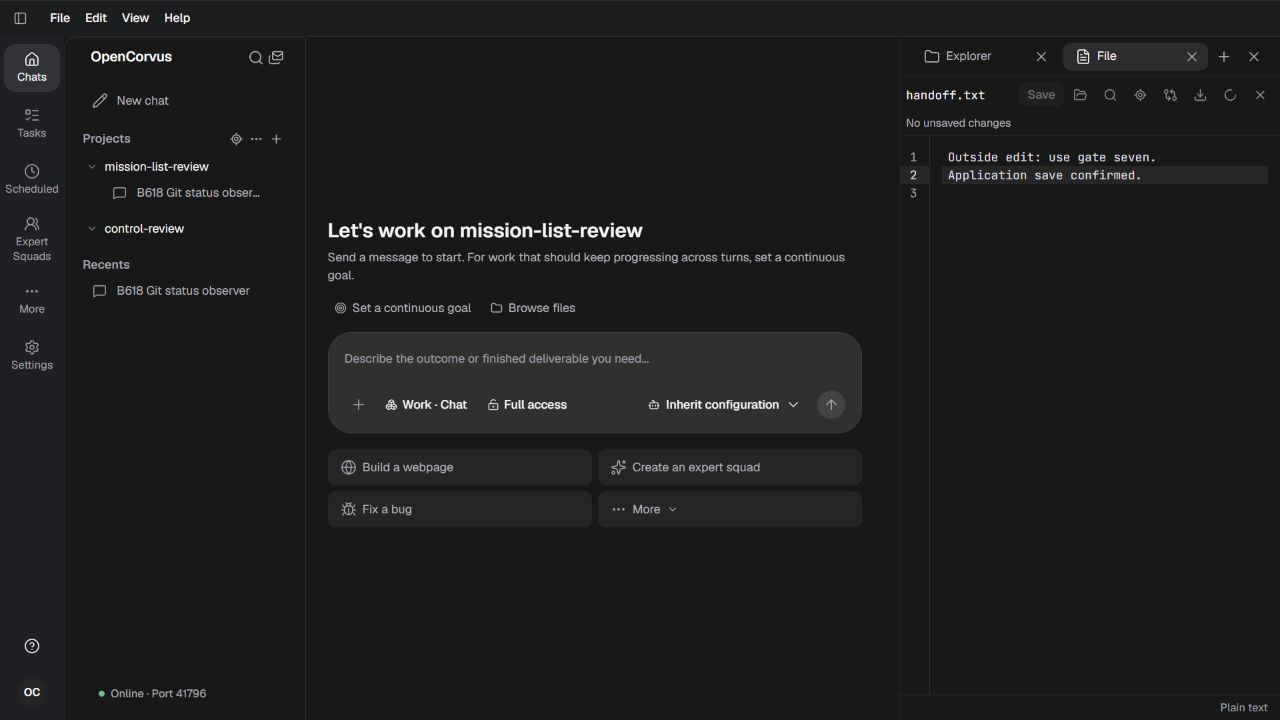 File Edit View Help
Chats
Tasks
Scheduled
Expert
Squads
More
Settings
OC
OpenCorvus
New chat
Projects
mission-list-review
B618 Git status obser...
control-review
Recents
B618 Git status observer
Online · Port 41796
Let's work on mission-list-review
Send a message to start. For work that should keep progressing across turns, set a continuous
goal.
Set a continuous goal Browse files
Describe the outcome or finished deliverable you need...
Work · Chat Full access Inherit configuration
Build a webpage Create an expert squad
Fix a bug More
Explorer File
handoff.txt Save
No unsaved changes
1 Outside edit: use gate seven.
2 Application save confirmed.
3
Plain text